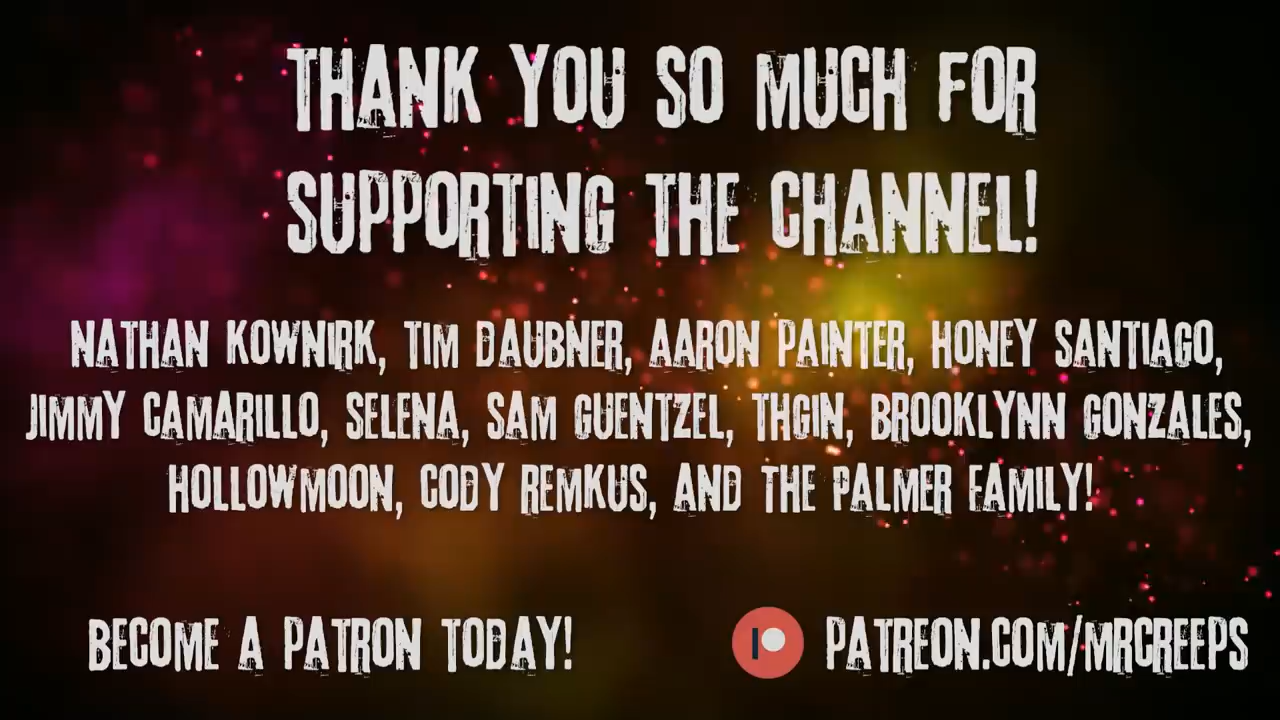 THANK YOU SO MUCH FOR
SUPPORTING THE CHANNEL!
NATHAN KOWNIRK, TIM DAUBNER, AARON PAINTER, HONEY SANTIAGO,
JIMMY CAMARILLO, SELENA, SAM GUENTZEL, THGIN, BROOKLYNN GONZALES,
HOLLOWMOON, CODY REMKUS, AND THE PALMER FAMILY!
BECOME A PATRON TODAY!
PATREON.COM/MRCREEPS